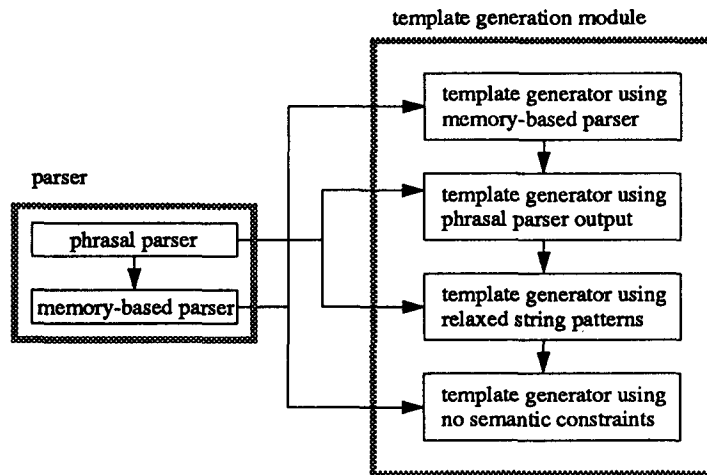 template generation module
template generator using
memory-based parser
parser
template generator using
phrasal parser output
phrasal parser
memory-based parser
template generator using
relaxed string patterns
template generator using
no semantic constraints